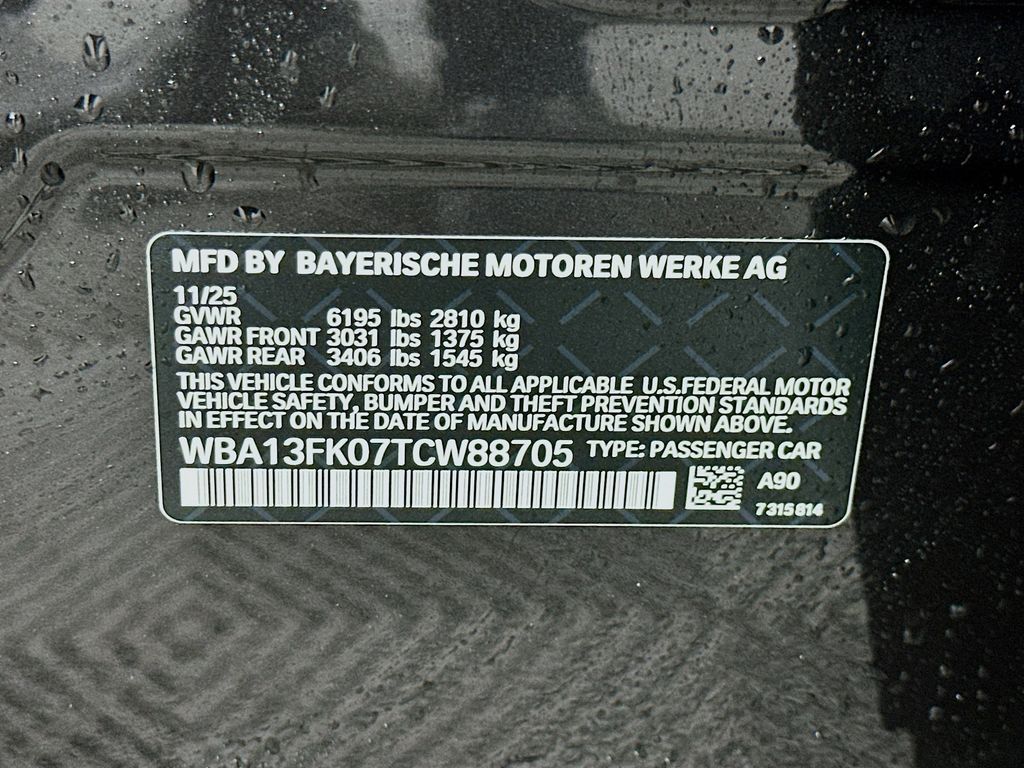 MFD BY BAYERISCHE MOTOREN WERKE AG
11/25
GVWR 6195 lbs 2810 kg
GAWR FRONT 3031 lbs 1375 kg
GAWR REAR 3406 lbs 1545 kg
THIS VEHICLE CONFORMS TO ALL APPLICABLE U.S.FEDERAL MOTOR
VEHICLE SAFETY, BUMPER AND THEFT PREVENTION STANDARDS
IN EFFECT ON THE DATE OF MANUFACTURE SHOWN ABOVE.
WBA13FK07TCW88705 TYPE: PASSENGER CAR
A90
7315814